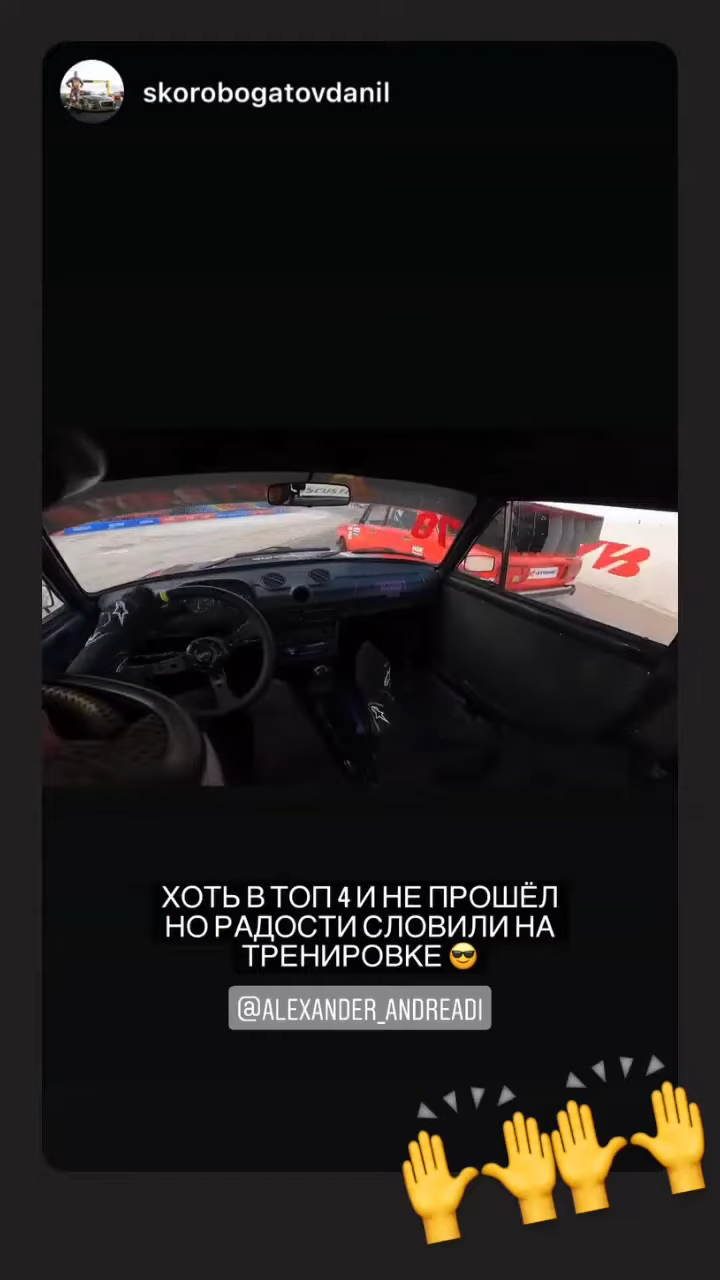 skorobogatovdanil
ХОТЬ В ТОП 4 И НЕ ПРОШЁЛ
НО РАДОСТИ СЛОВИЛИ НА
ТРЕНИРОВКЕ 😎
@ALEXANDER_ANDREADI